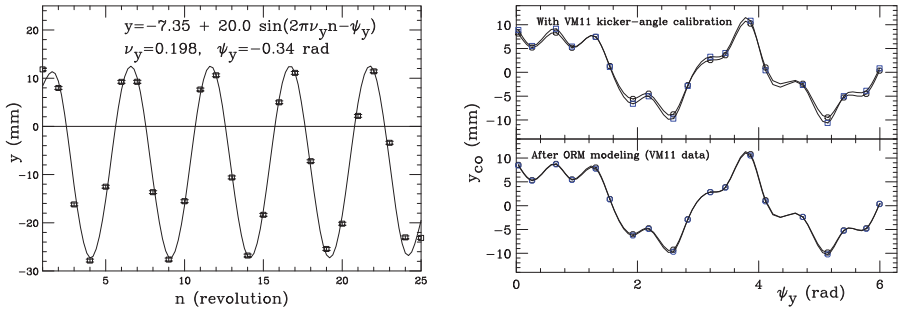 y=−7.35 + 20.0 sin(2πν_yn−ψ_y)
ν_y=0.198, ψ_y=−0.34 rad
20
10
0
−10
−20
−30
y (mm)
5 10 15 20 25
n (revolution)
With VM11 kicker-angle calibration
10
5
0
−5
−10
After ORM modeling (VM11 data)
10
5
0
−5
−10
y_co (mm)
0 2 4 6
ψ_y (rad)